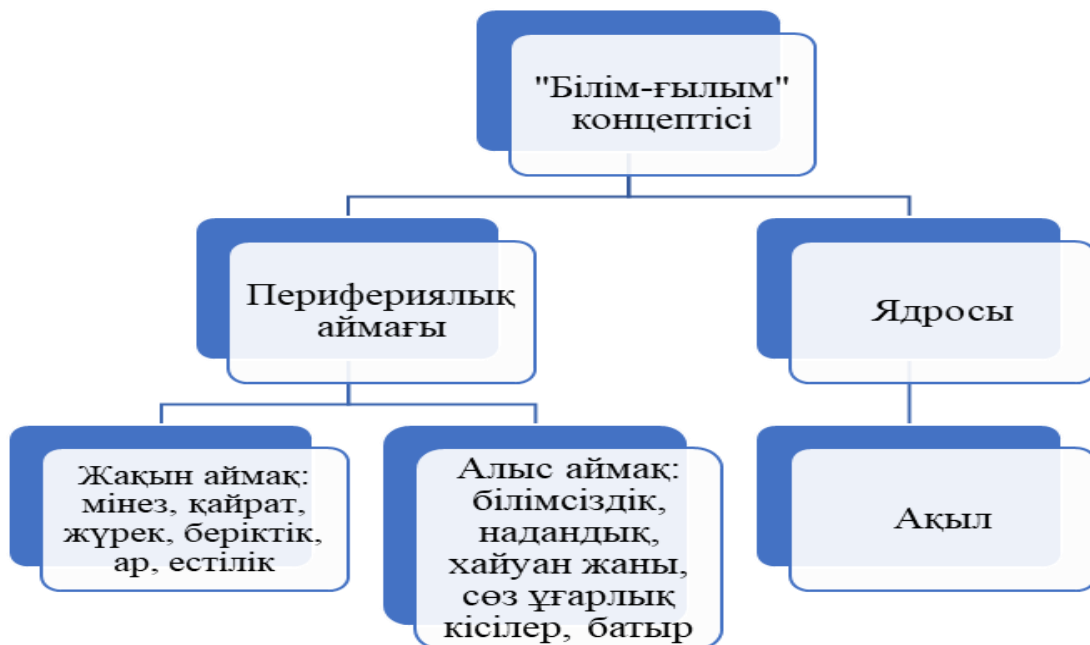 "Білім-ғылым"
концептісі
Перифериялық
аймағы
Ядросы
Жақын аймақ:
мінез, қайрат,
жүрек, беріктік,
ар, естілік
Алыс аймақ:
білімсіздік,
надандық,
хайуан жаны,
сөз ұғарлық
кісілер, батыр
Ақыл